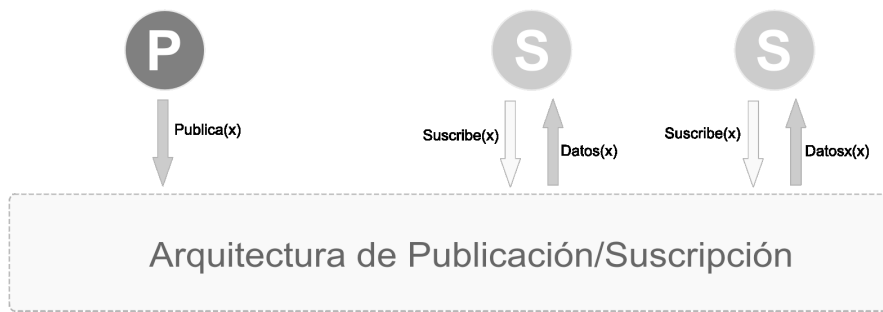 P
S
S
Publica(x)
Suscribe(x)
Datos(x)
Suscribe(x)
Datosx(x)
Arquitectura de Publicación/Suscripción